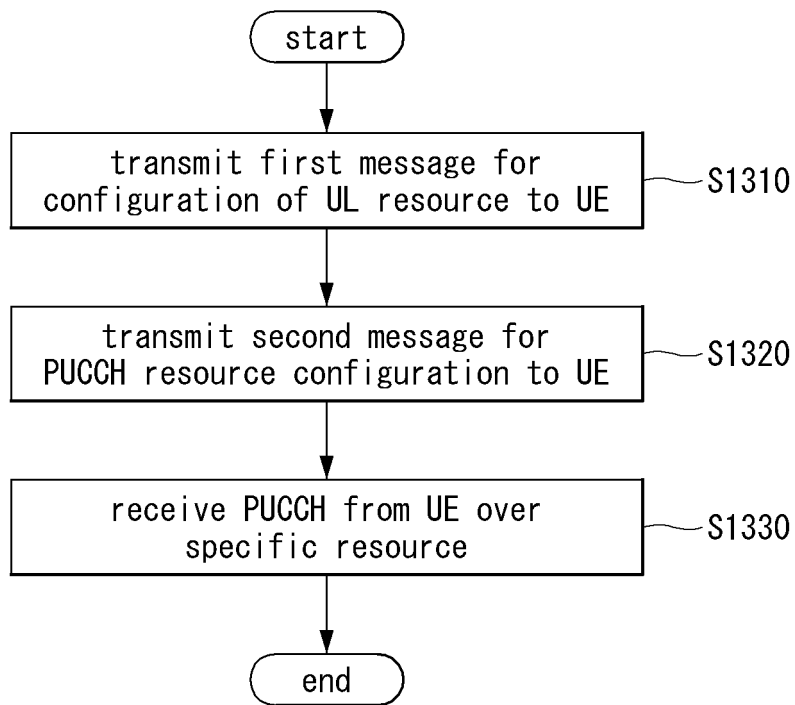 start
transmit first message for
configuration of UL resource to UE
S1310
transmit second message for
PUCCH resource configuration to UE
S1320
receive PUCCH from UE over
specific resource
S1330
end